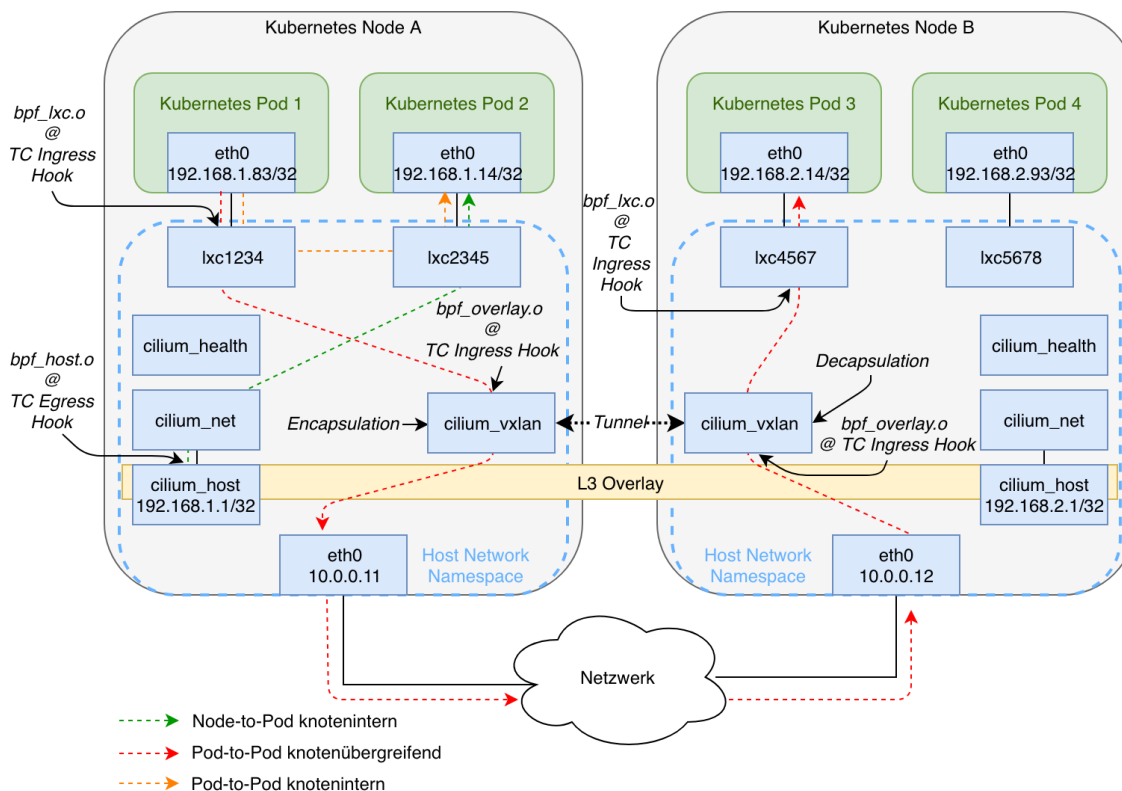 Kubernetes Node A
Kubernetes Pod 1
eth0
192.168.1.83/32
Kubernetes Pod 2
eth0
192.168.1.14/32
bpf_lxc.o
@
TC Ingress
Hook
lxc1234
lxc2345
cilium_health
bpf_overlay.o
@
TC Ingress Hook
bpf_host.o
@
TC Egress
Hook
cilium_net
Encapsulation
cilium_vxlan
Tunnel
cilium_host
192.168.1.1/32
L3 Overlay
eth0
10.0.0.11
Host Network
Namespace
Kubernetes Node B
Kubernetes Pod 3
eth0
192.168.2.14/32
Kubernetes Pod 4
eth0
192.168.2.93/32
bpf_lxc.o
@
TC
Ingress
Hook
lxc4567
lxc5678
cilium_health
Decapsulation
cilium_vxlan
bpf_overlay.o
@ TC Ingress Hook
cilium_net
cilium_host
192.168.2.1/32
Host Network
Namespace
eth0
10.0.0.12
Netzwerk
Node-to-Pod knotenintern
Pod-to-Pod knotenübergreifend
Pod-to-Pod knotenintern